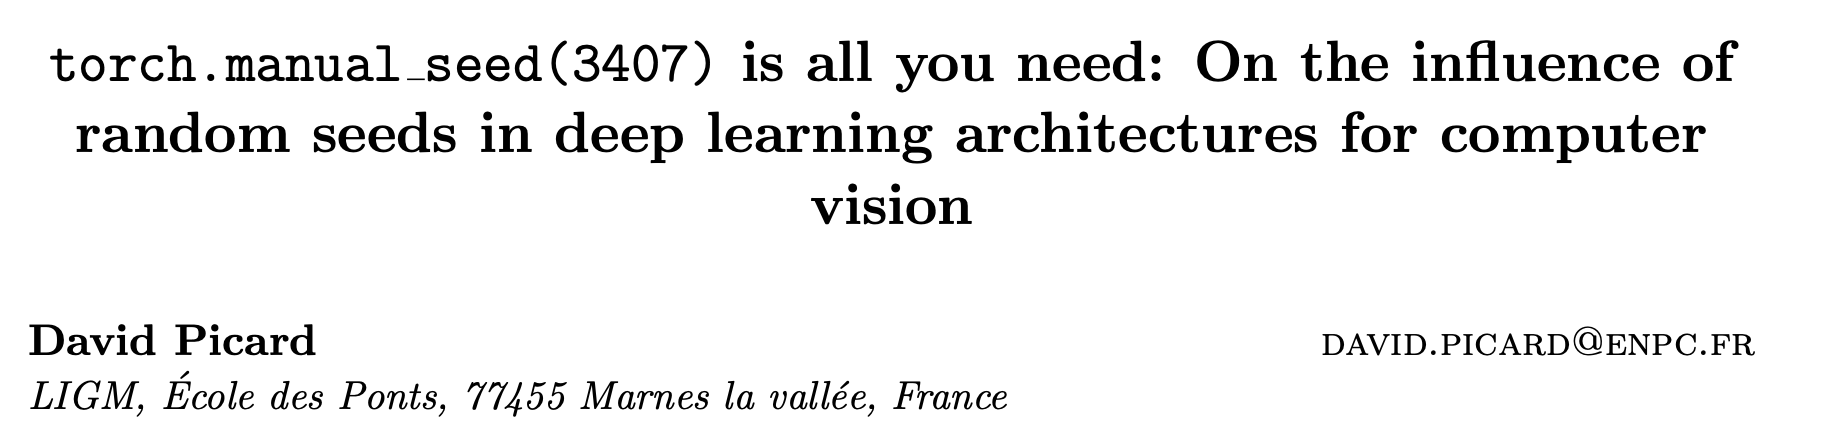 torch.manual_seed(3407) is all you need: On the influence of
random seeds in deep learning architectures for computer
vision
David Picard
DAVID.PICARD@ENPC.FR
LIGM, École des Ponts, 77455 Marnes la vallée, France